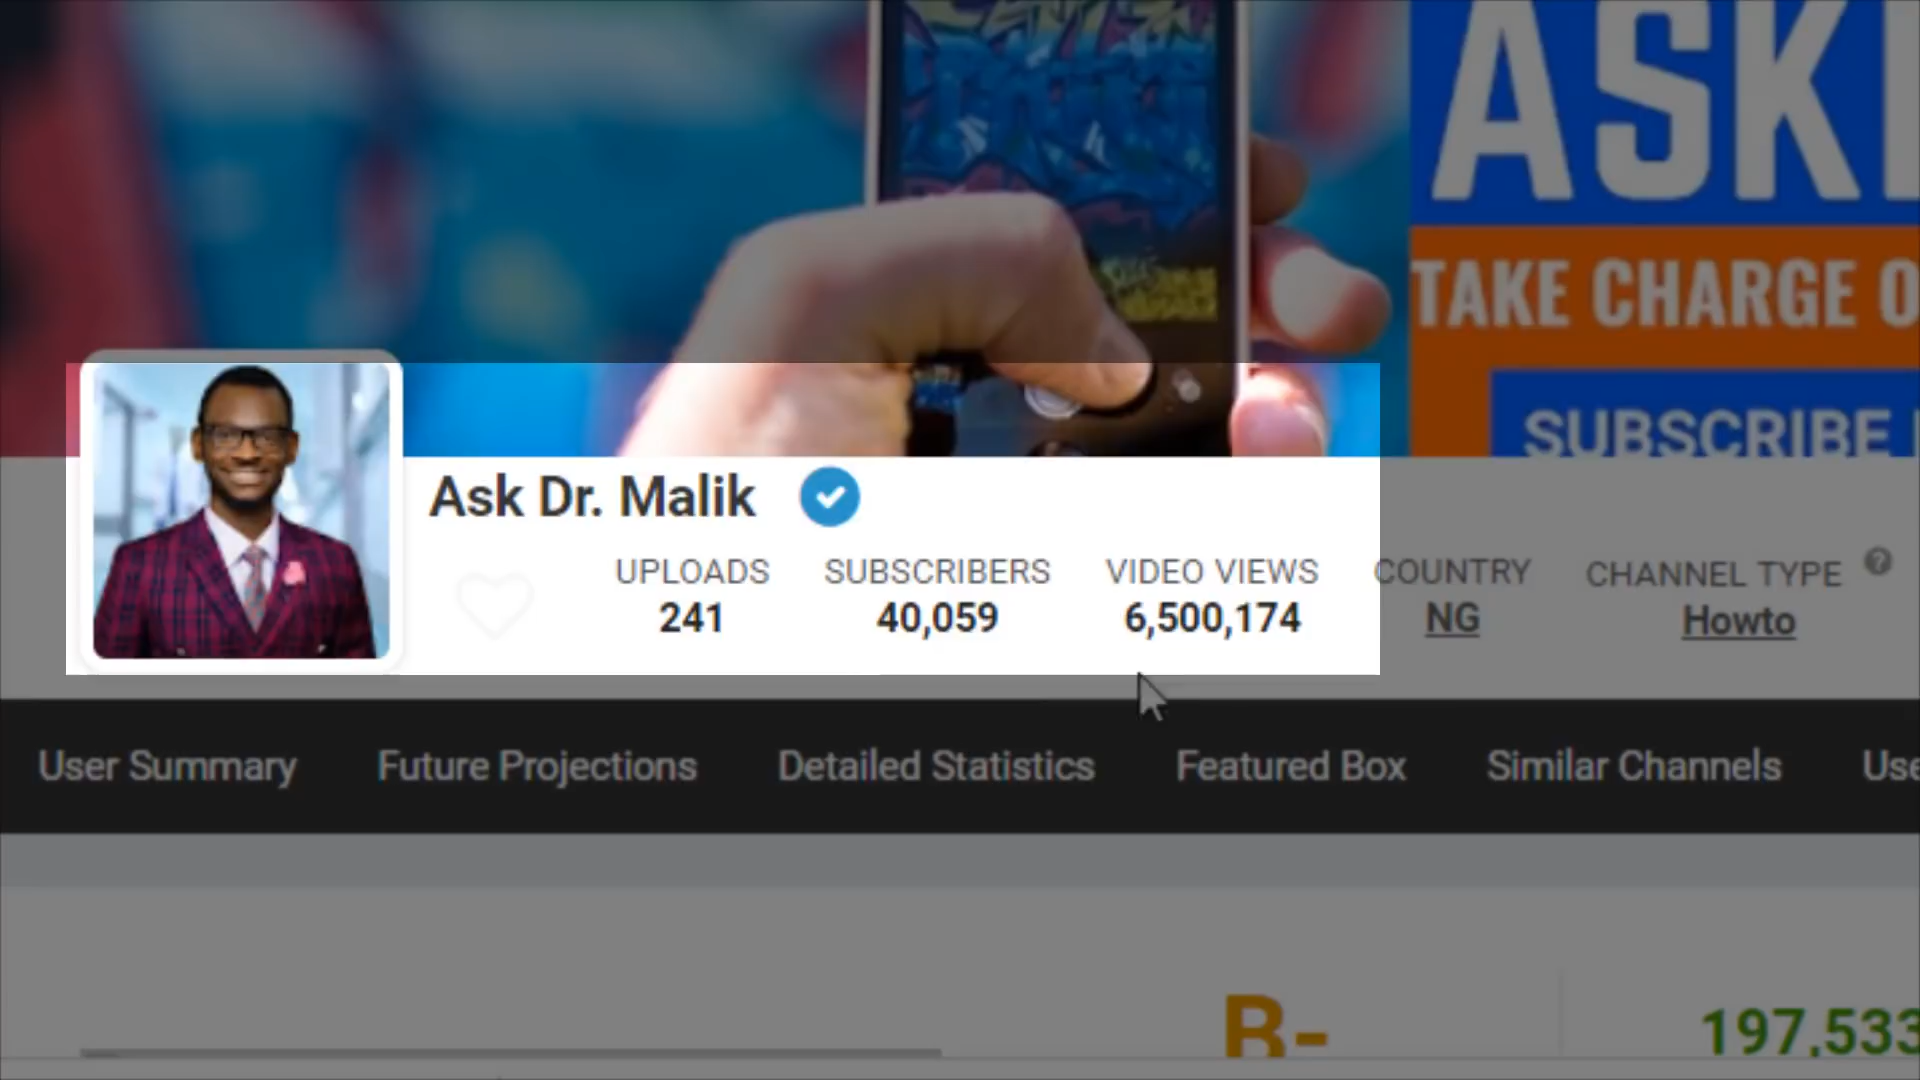 ASK
TAKE CHARGE O
SUBSCRIBE
Ask Dr. Malik
UPLOADS SUBSCRIBERS VIDEO VIEWS COUNTRY CHANNEL TYPE ?
241 40,059 6,500,174 NG Howto
User Summary Future Projections Detailed Statistics Featured Box Similar Channels Use
B- 197,533